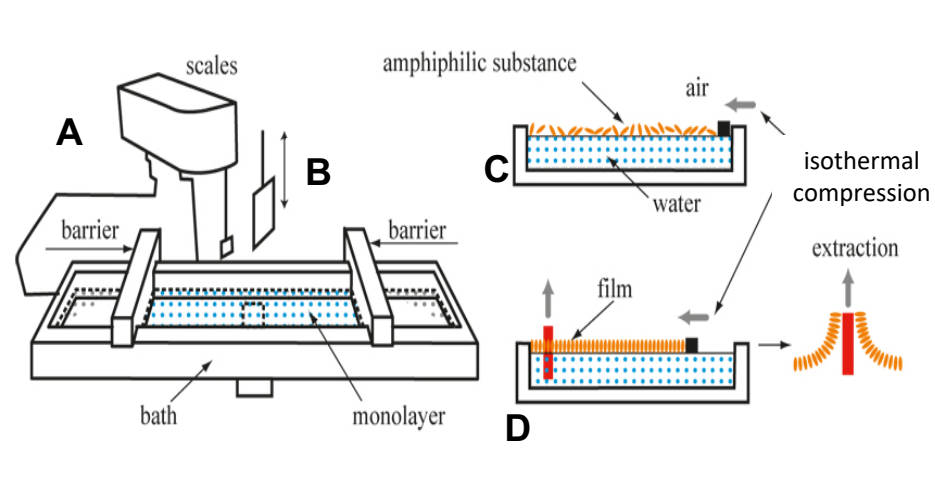 scales
A
B
barrier
barrier
bath
monolayer
amphiphilic substance
air
C
water
isothermal
compression
film
extraction
D